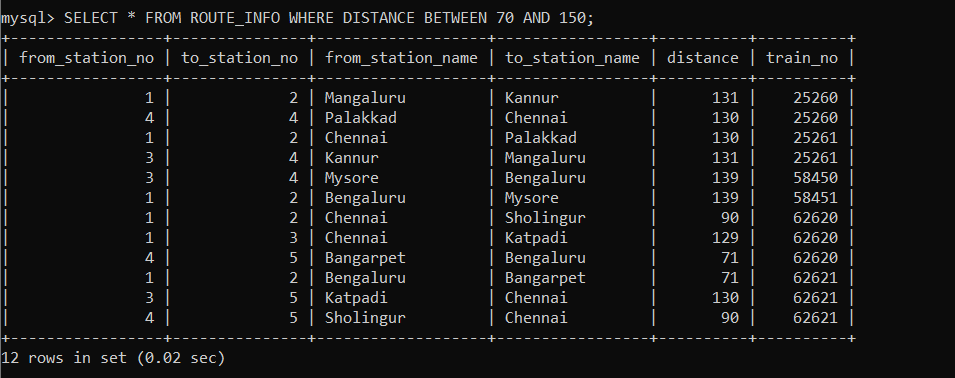 mysql> SELECT * FROM ROUTE_INFO WHERE DISTANCE BETWEEN 70 AND 150;
+-----------------+---------------+-------------------+-----------------+----------+----------+
| from_station_no | to_station_no | from_station_name | to_station_name | distance | train_no |
+-----------------+---------------+-------------------+-----------------+----------+----------+
|               1 |             2 | Mangaluru         | Kannur          |      131 |    25260 |
|               4 |             4 | Palakkad          | Chennai         |      130 |    25260 |
|               1 |             2 | Chennai           | Palakkad        |      130 |    25261 |
|               3 |             4 | Kannur            | Mangaluru       |      131 |    25261 |
|               3 |             4 | Mysore            | Bengaluru       |      139 |    58450 |
|               1 |             2 | Bengaluru         | Mysore          |      139 |    58451 |
|               1 |             2 | Chennai           | Sholingur       |       90 |    62620 |
|               1 |             3 | Chennai           | Katpadi         |      129 |    62620 |
|               4 |             5 | Bangarpet         | Bengaluru       |       71 |    62620 |
|               1 |             2 | Bengaluru         | Bangarpet       |       71 |    62621 |
|               3 |             5 | Katpadi           | Chennai         |      130 |    62621 |
|               4 |             5 | Sholingur         | Chennai         |       90 |    62621 |
+-----------------+---------------+-------------------+-----------------+----------+----------+
12 rows in set (0.02 sec)